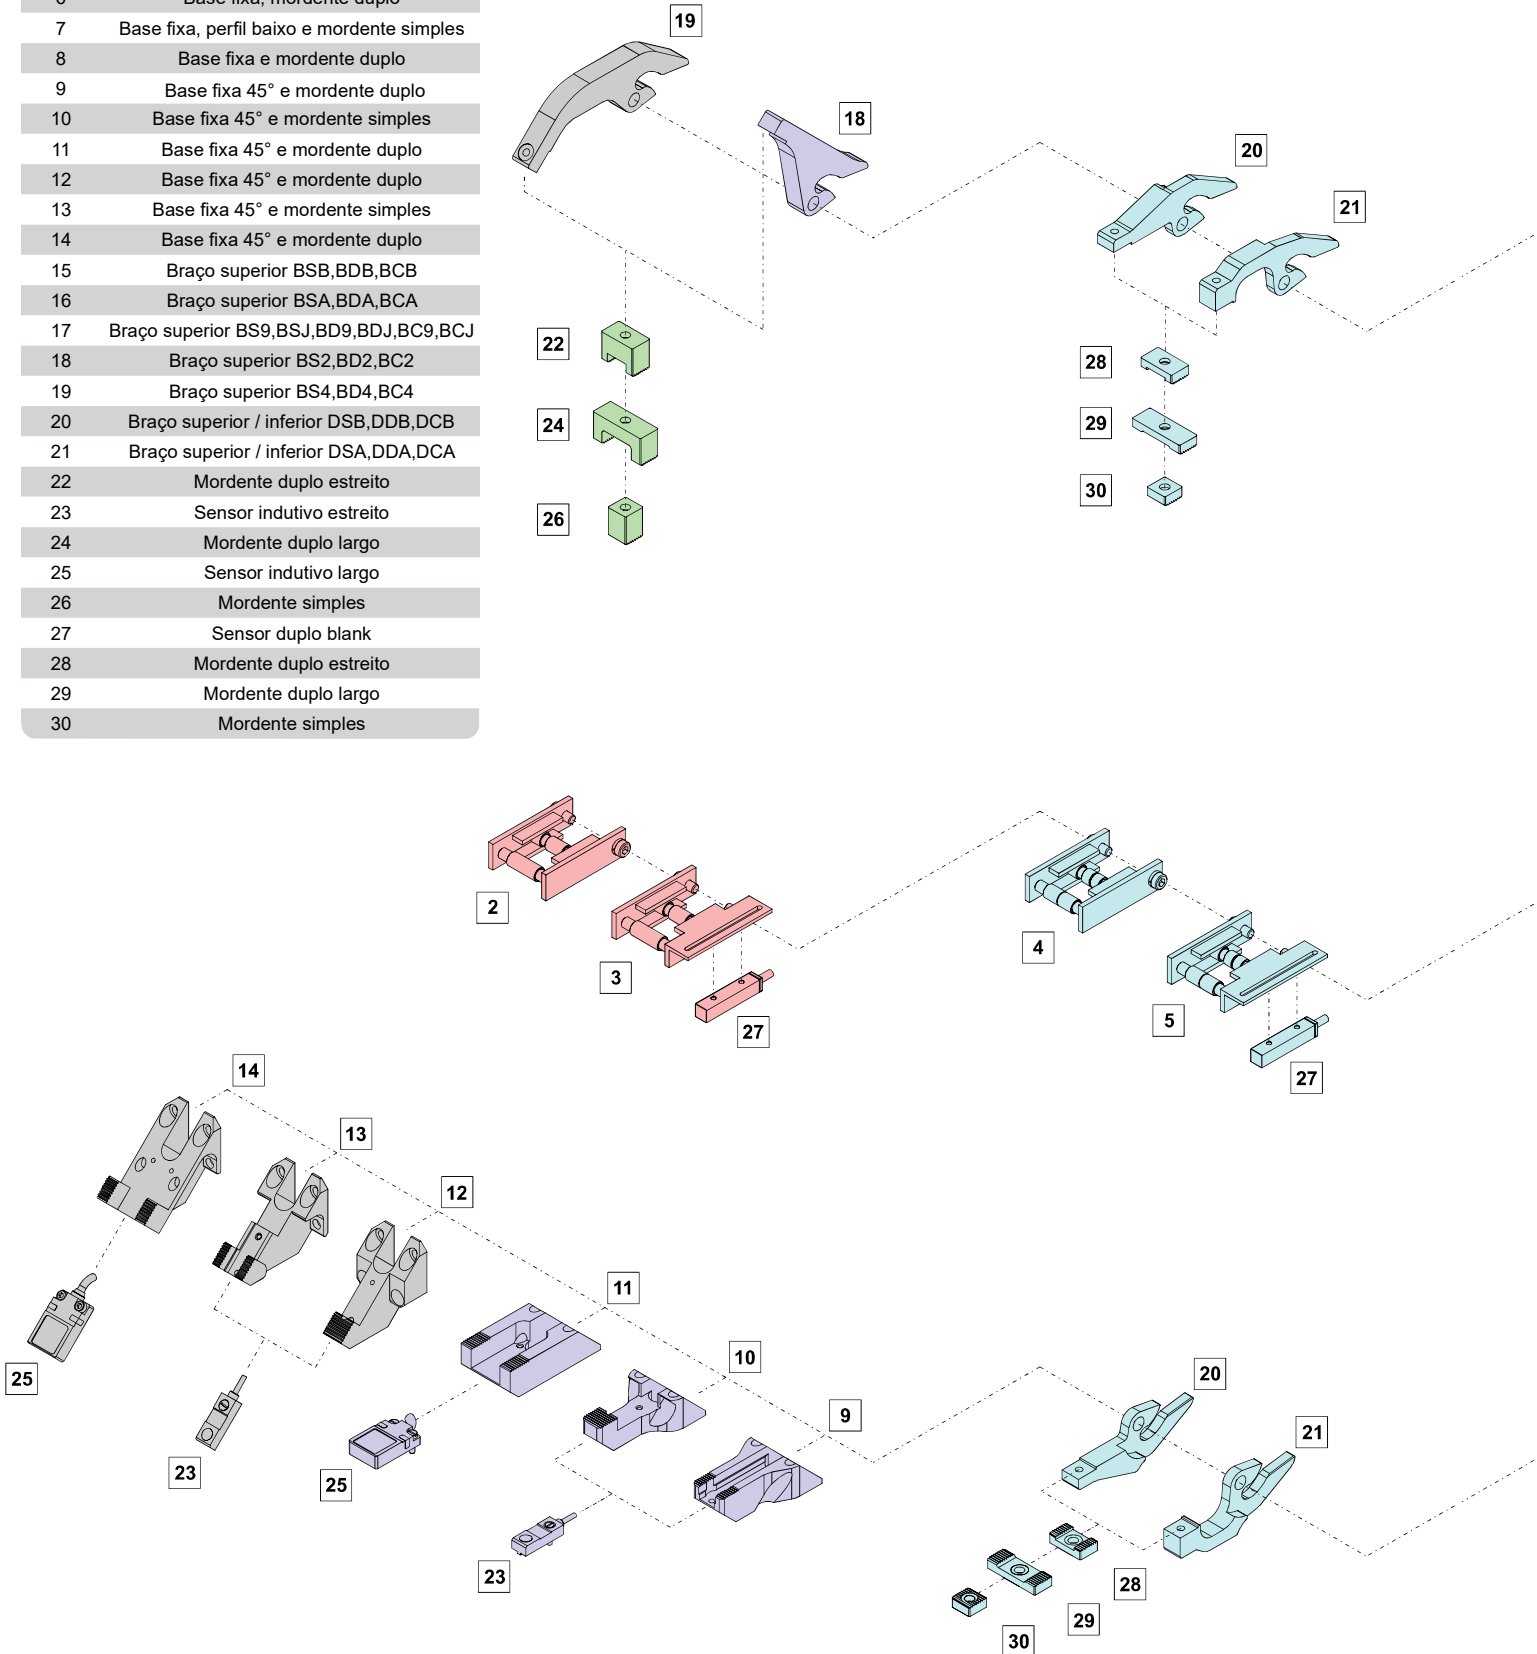 6 Base fixa, mordente duplo
7 Base fixa, perfil baixo e mordente simples
8 Base fixa e mordente duplo
9 Base fixa 45° e mordente duplo
10 Base fixa 45° e mordente simples
11 Base fixa 45° e mordente duplo
12 Base fixa 45° e mordente duplo
13 Base fixa 45° e mordente simples
14 Base fixa 45° e mordente duplo
15 Braço superior BSB,BDB,BCB
16 Braço superior BSA,BDA,BCA
17 Braço superior BS9,BSJ,BD9,BDJ,BC9,BCJ
18 Braço superior BS2,BD2,BC2
19 Braço superior BS4,BD4,BC4
20 Braço superior / inferior DSB,DDB,DCB
21 Braço superior / inferior DSA,DDA,DCA
22 Mordente duplo estreito
23 Sensor indutivo estreito
24 Mordente duplo largo
25 Sensor indutivo largo
26 Mordente simples
27 Sensor duplo blank
28 Mordente duplo estreito
29 Mordente duplo largo
30 Mordente simples
19
18
20
21
22
24
26
28
29
30
2
3
27
4
5
27
14
13
12
11
10
9
25
23
25
23
20
21
28
29
30